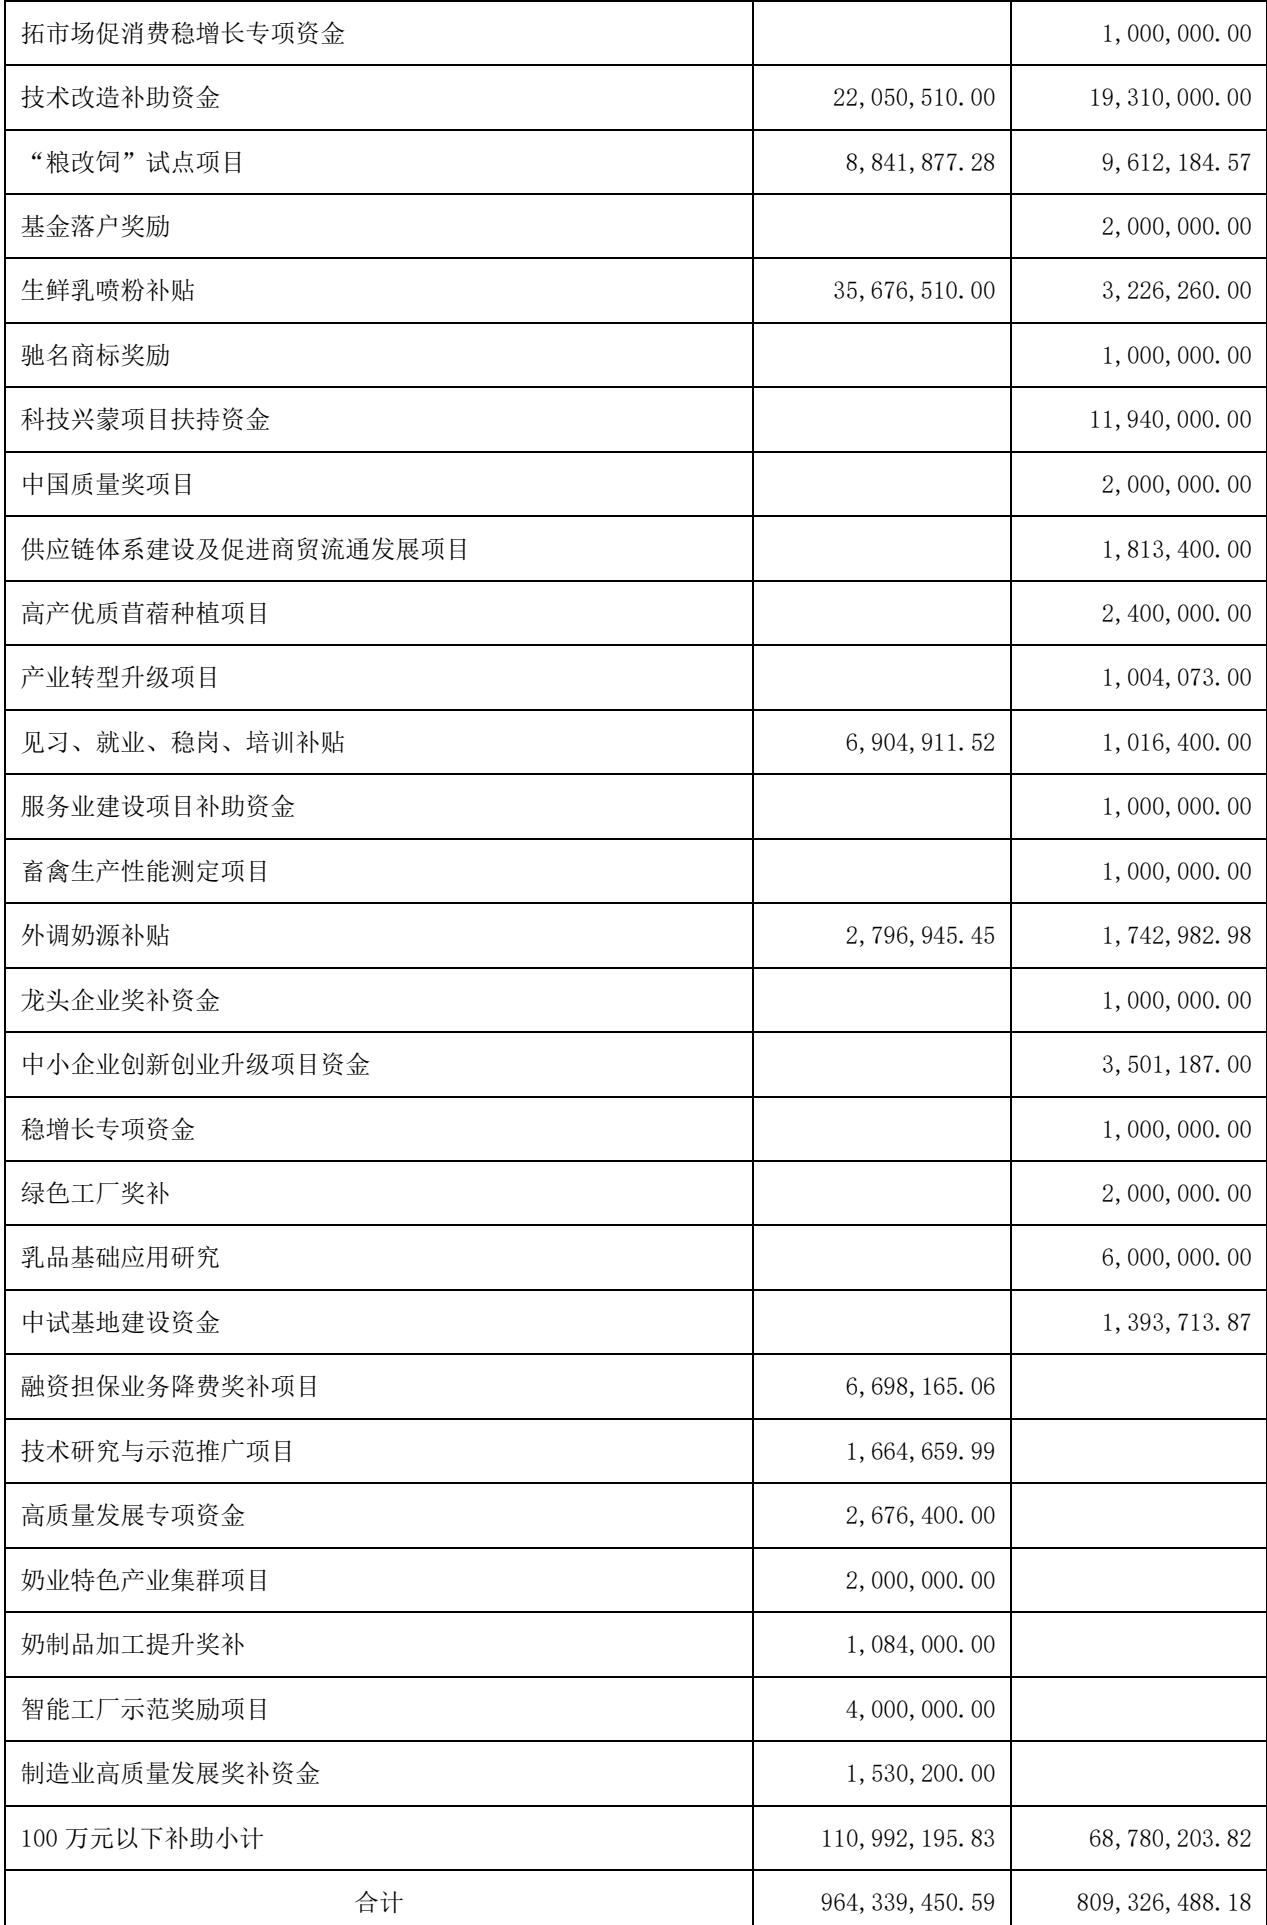 拓市场促消费稳增长专项资金 1,000,000.00
技术改造补助资金 22,050,510.00 19,310,000.00
“粮改饲”试点项目 8,841,877.28 9,612,184.57
基金落户奖励 2,000,000.00
生鲜乳喷粉补贴 35,676,510.00 3,226,260.00
驰名商标奖励 1,000,000.00
科技兴蒙项目扶持资金 11,940,000.00
中国质量奖项目 2,000,000.00
供应链体系建设及促进商贸流通发展项目 1,813,400.00
高产优质苜蓿种植项目 2,400,000.00
产业转型升级项目 1,004,073.00
见习、就业、稳岗、培训补贴 6,904,911.52 1,016,400.00
服务业建设项目补助资金 1,000,000.00
畜禽生产性能测定项目 1,000,000.00
外调奶源补贴 2,796,945.45 1,742,982.98
龙头企业奖补资金 1,000,000.00
中小企业创新创业升级项目资金 3,501,187.00
稳增长专项资金 1,000,000.00
绿色工厂奖补 2,000,000.00
乳品基础应用研究 6,000,000.00
中试基地建设资金 1,393,713.87
融资担保业务降费奖补项目 6,698,165.06
技术研究与示范推广项目 1,664,659.99
高质量发展专项资金 2,676,400.00
奶业特色产业集群项目 2,000,000.00
奶制品加工提升奖补 1,084,000.00
智能工厂示范奖励项目 4,000,000.00
制造业高质量发展奖补资金 1,530,200.00
100 万元以下补助小计 110,992,195.83 68,780,203.82
合计 964,339,450.59 809,326,488.18